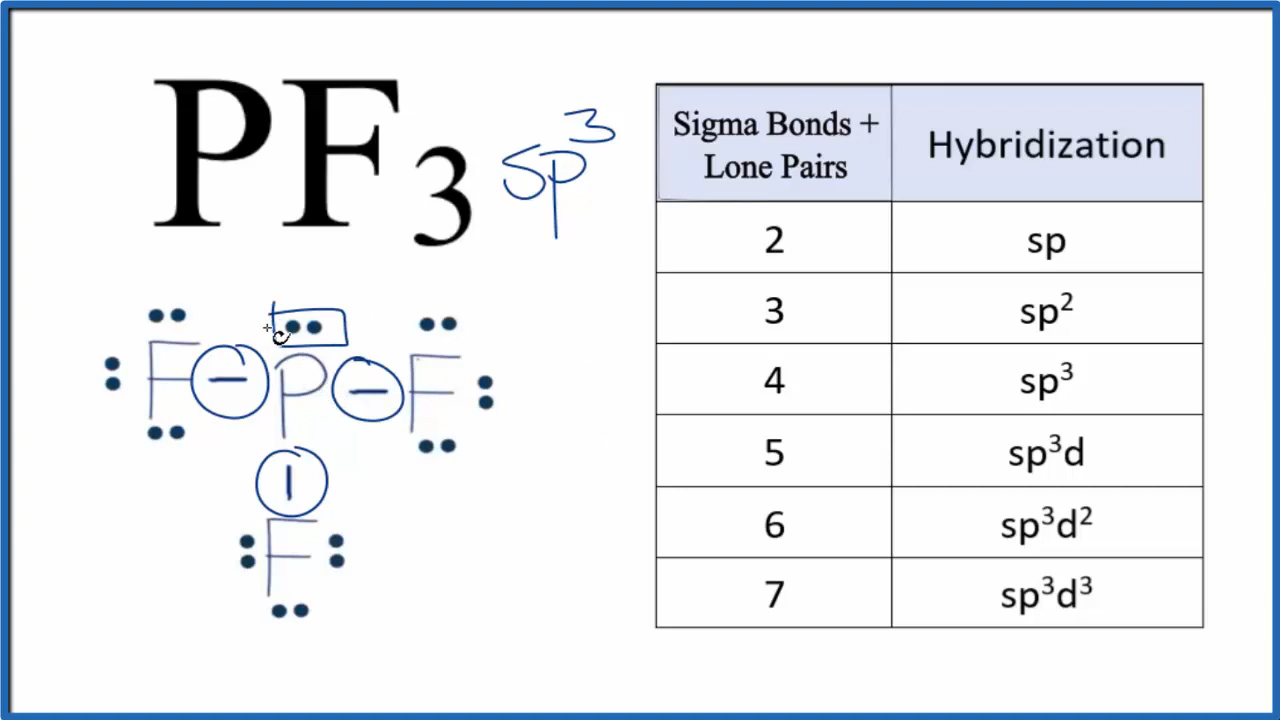 PF₃ sp³
F–P–F
|
F
Sigma Bonds +
Lone Pairs
Hybridization
2 sp
3 sp²
4 sp³
5 sp³d
6 sp³d²
7 sp³d³